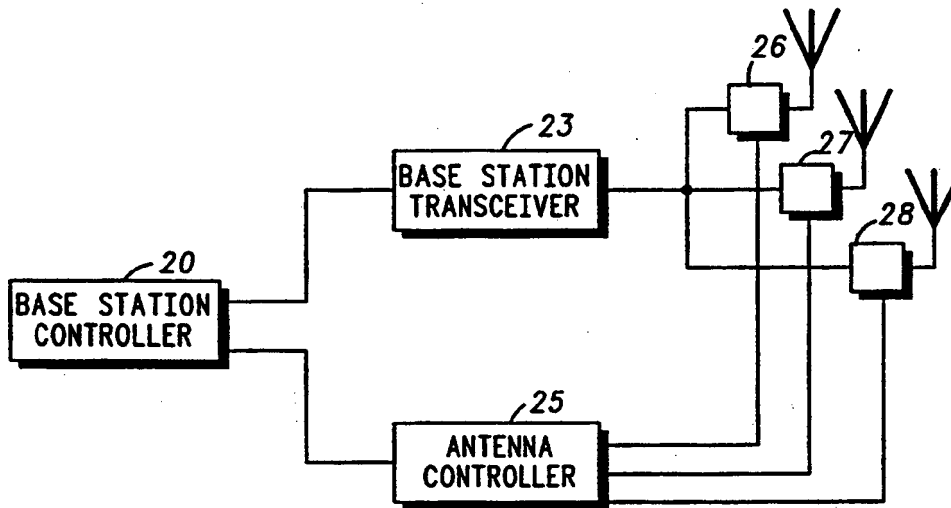 26
27
28
23
BASE STATION
TRANSCEIVER
20
BASE STATION
CONTROLLER
25
ANTENNA
CONTROLLER